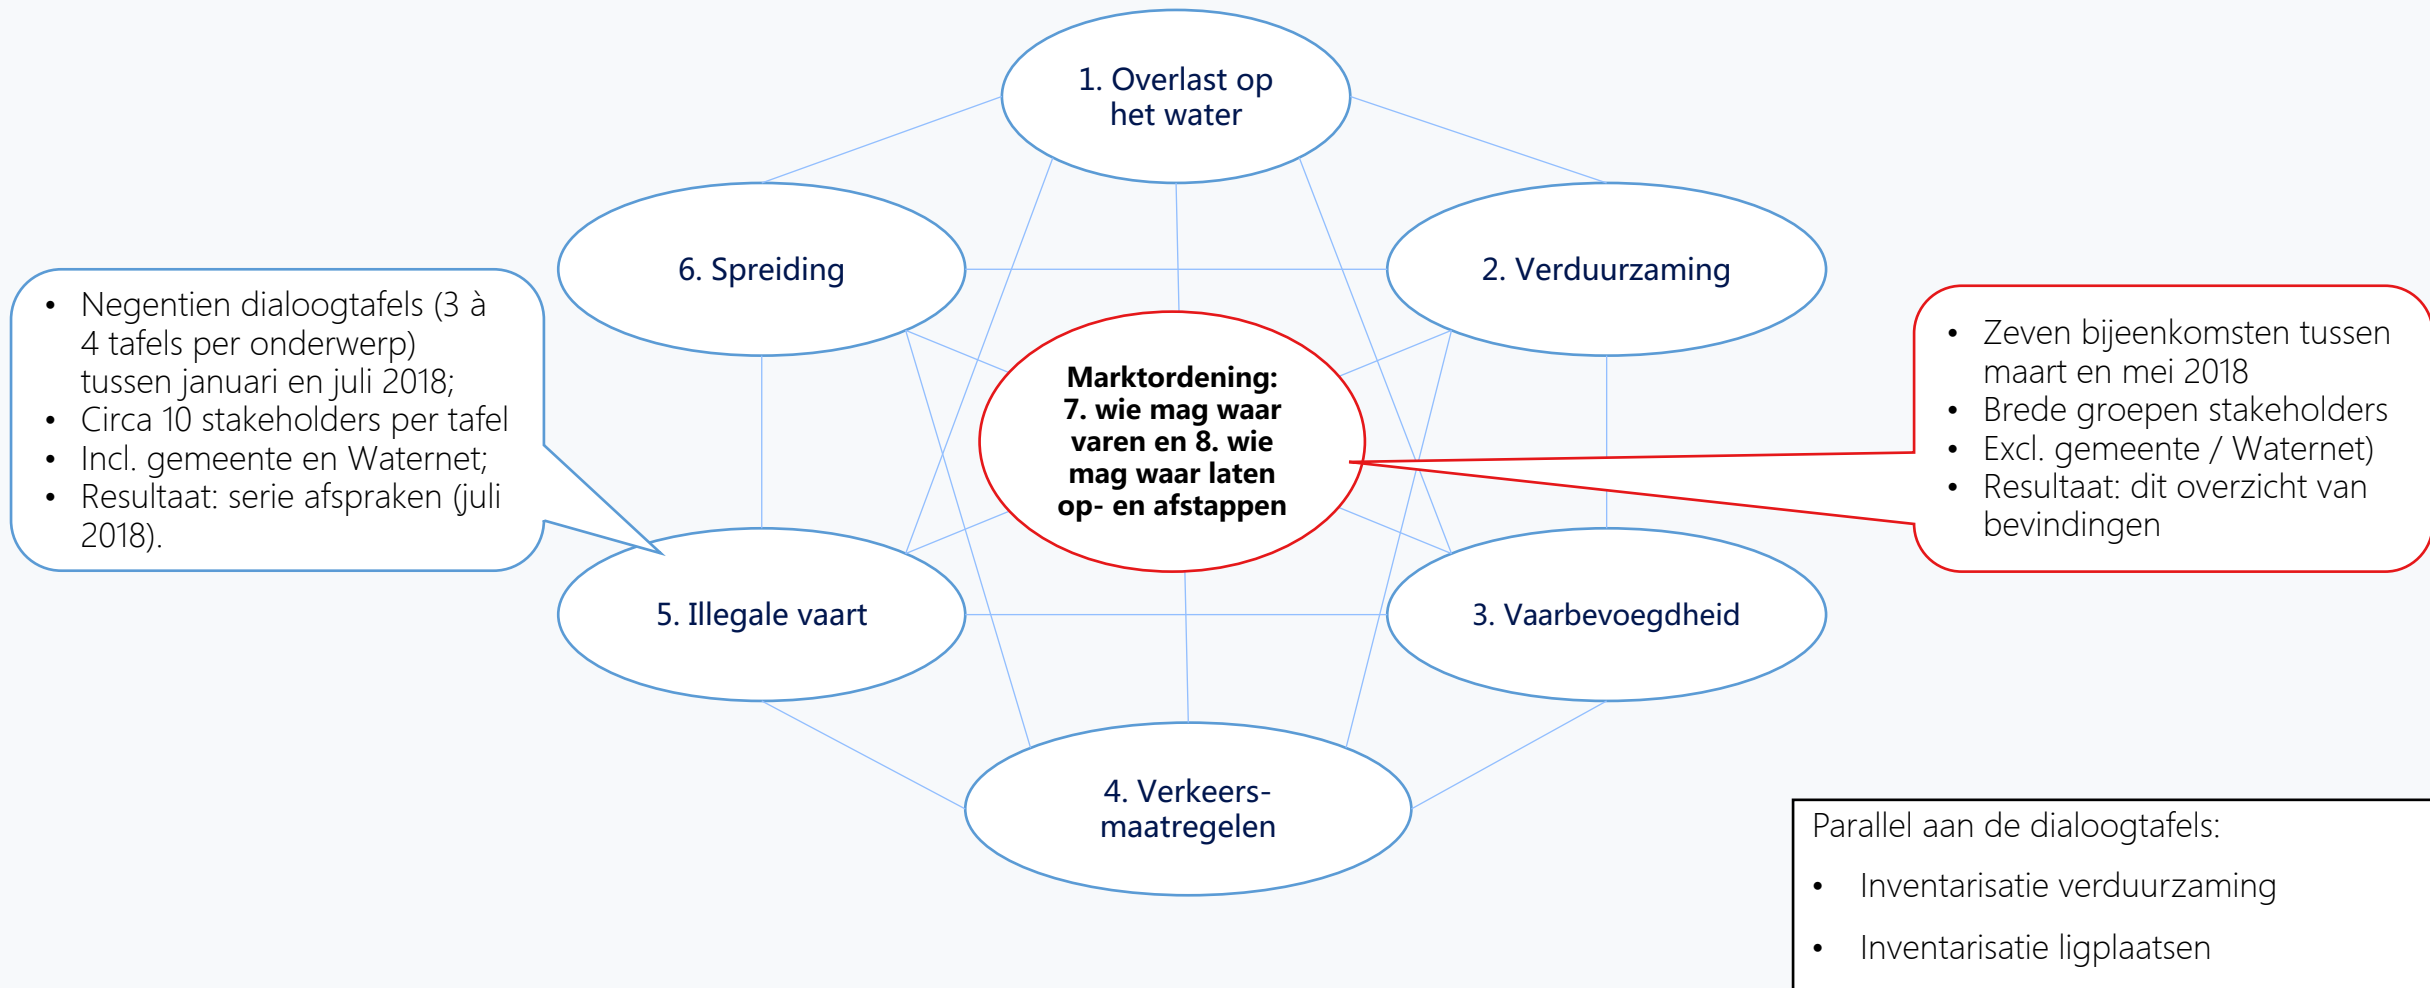 1. Overlast op
het water
6. Spreiding
2. Verduurzaming
• Negentien dialoogtafels (3 à
4 tafels per onderwerp)
tussen januari en juli 2018;
• Circa 10 stakeholders per tafel
• Incl. gemeente en Waternet;
• Resultaat: serie afspraken (juli
2018).
Marktordening:
7. wie mag waar
varen en 8. wie
mag waar laten
op- en afstappen
• Zeven bijeenkomsten tussen
maart en mei 2018
• Brede groepen stakeholders
• Excl. gemeente / Waternet)
• Resultaat: dit overzicht van
bevindingen
5. Illegale vaart
3. Vaarbevoegdheid
4. Verkeers-
maatregelen
Parallel aan de dialoogtafels:
• Inventarisatie verduurzaming
• Inventarisatie ligplaatsen